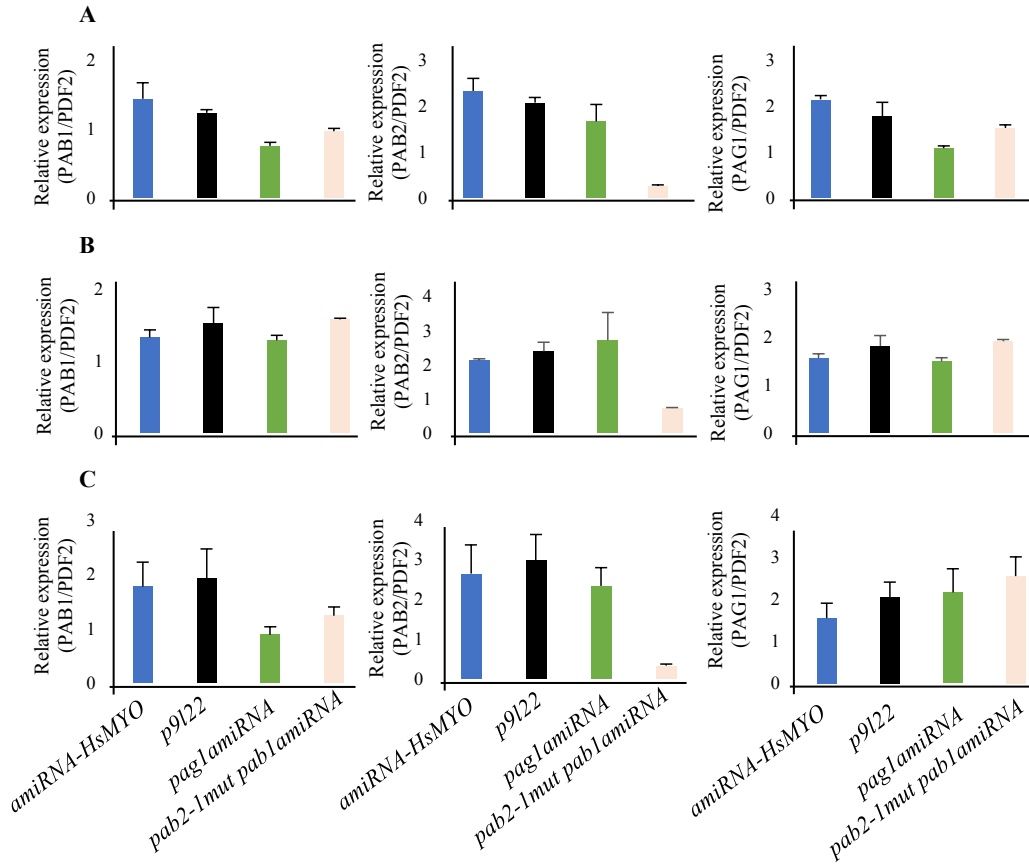 A
Relative expression
(PAB1/PDF2)
2
1
0
Relative expression
(PAB2/PDF2)
3
2
1
0
Relative expression
(PAG1/PDF2)
3
2
1
0
B
Relative expression
(PAB1/PDF2)
2
1
0
Relative expression
(PAB2/PDF2)
4
3
2
1
0
Relative expression
(PAG1/PDF2)
3
2
1
0
C
Relative expression
(PAB1/PDF2)
3
2
1
0
Relative expression
(PAB2/PDF2)
4
3
2
1
0
Relative expression
(PAG1/PDF2)
4
3
2
1
0
amiRNA-HsMYO
p9l22
pag1amiRNA
pab2-1mut pab1amiRNA
amiRNA-HsMYO
p9l22
pag1amiRNA
pab2-1mut pab1amiRNA
amiRNA-HsMYO
p9l22
pag1amiRNA
pab2-1mut pab1amiRNA